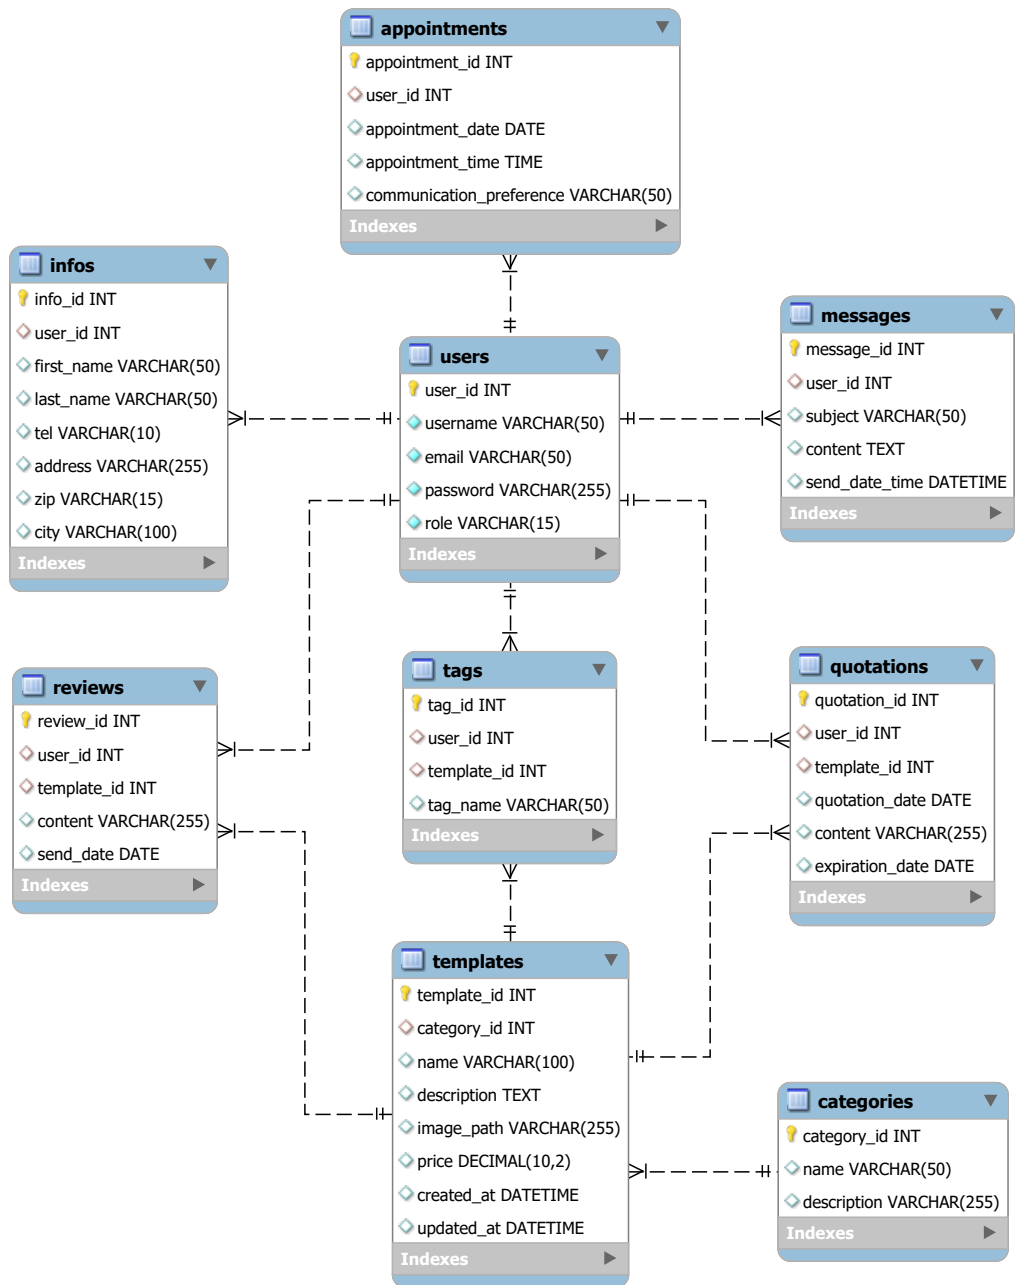 appointments
appointment_id INT
user_id INT
appointment_date DATE
appointment_time TIME
communication_preference VARCHAR(50)
Indexes
infos
info_id INT
user_id INT
first_name VARCHAR(50)
last_name VARCHAR(50)
tel VARCHAR(10)
address VARCHAR(255)
zip VARCHAR(15)
city VARCHAR(100)
Indexes
users
user_id INT
username VARCHAR(50)
email VARCHAR(50)
password VARCHAR(255)
role VARCHAR(15)
Indexes
messages
message_id INT
user_id INT
subject VARCHAR(50)
content TEXT
send_date_time DATETIME
Indexes
reviews
review_id INT
user_id INT
template_id INT
content VARCHAR(255)
send_date DATE
Indexes
tags
tag_id INT
user_id INT
template_id INT
tag_name VARCHAR(50)
Indexes
quotations
quotation_id INT
user_id INT
template_id INT
quotation_date DATE
content VARCHAR(255)
expiration_date DATE
Indexes
templates
template_id INT
category_id INT
name VARCHAR(100)
description TEXT
image_path VARCHAR(255)
price DECIMAL(10,2)
created_at DATETIME
updated_at DATETIME
Indexes
categories
category_id INT
name VARCHAR(50)
description VARCHAR(255)
Indexes